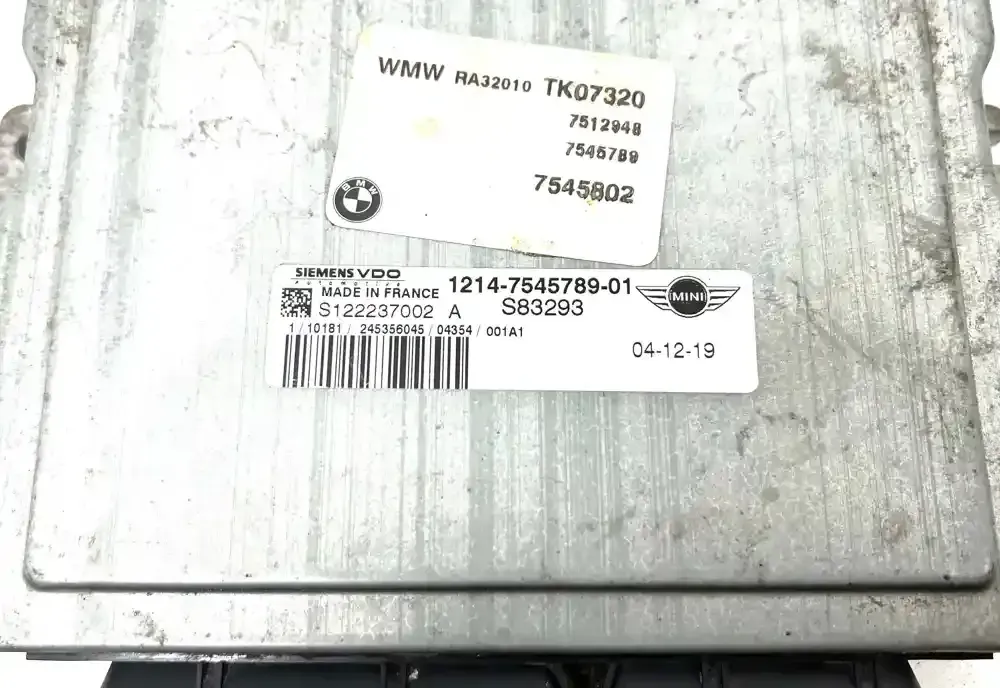 WMW RA32010 TK07320
7512948
7545789
7545802
BMW
SIEMENS VDO
Automotive
MADE IN FRANCE
1214-7545789-01
MINI
S122237002 A
S83293
1/10181/ 245356045/04354/001A1
04-12-19